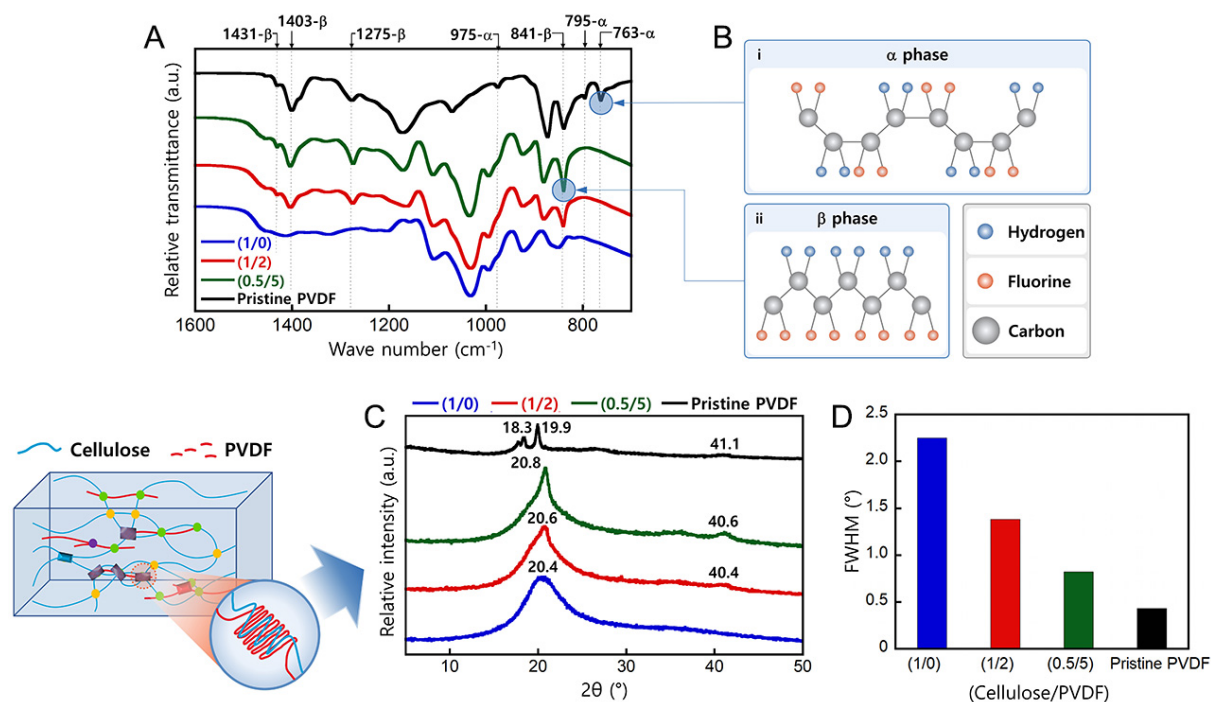 A
1431-β
1403-β
1275-β
975-α
841-β
795-α
763-α
Relative transmittance (a.u.)
(1/0)
(1/2)
(0.5/5)
Pristine PVDF
1600
1400
1200
1000
800
Wave number (cm⁻¹)
B
i
α phase
ii
β phase
Hydrogen
Fluorine
Carbon
Cellulose
PVDF
C
(1/0)
(1/2)
(0.5/5)
Pristine PVDF
18.3
19.9
41.1
20.8
40.6
20.6
40.4
20.4
Relative intensity (a.u.)
10
20
30
40
50
2θ (°)
D
2.5
2.0
1.5
1.0
0.5
0
FWHM (°)
(1/0)
(1/2)
(0.5/5)
Pristine PVDF
(Cellulose/PVDF)